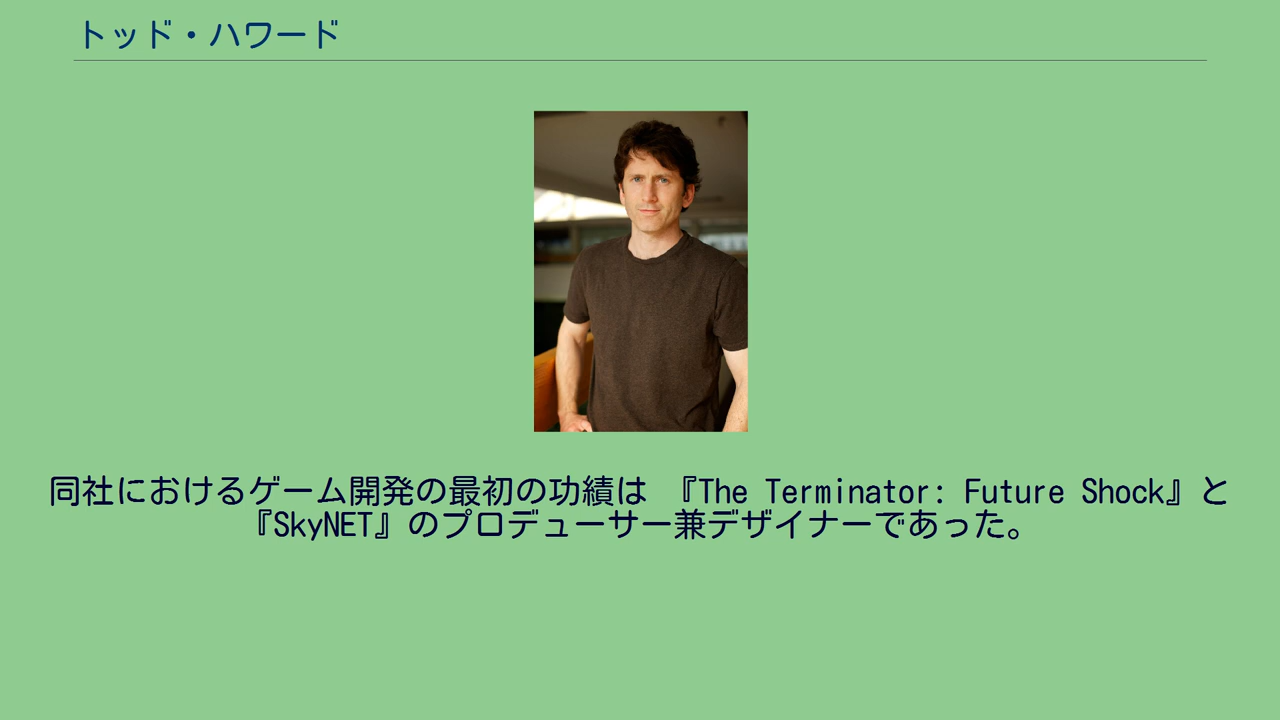 トッド・ハワード
同社におけるゲーム開発の最初の功績は 『The Terminator: Future Shock』と
『SkyNET』のプロデューサー兼デザイナーであった。